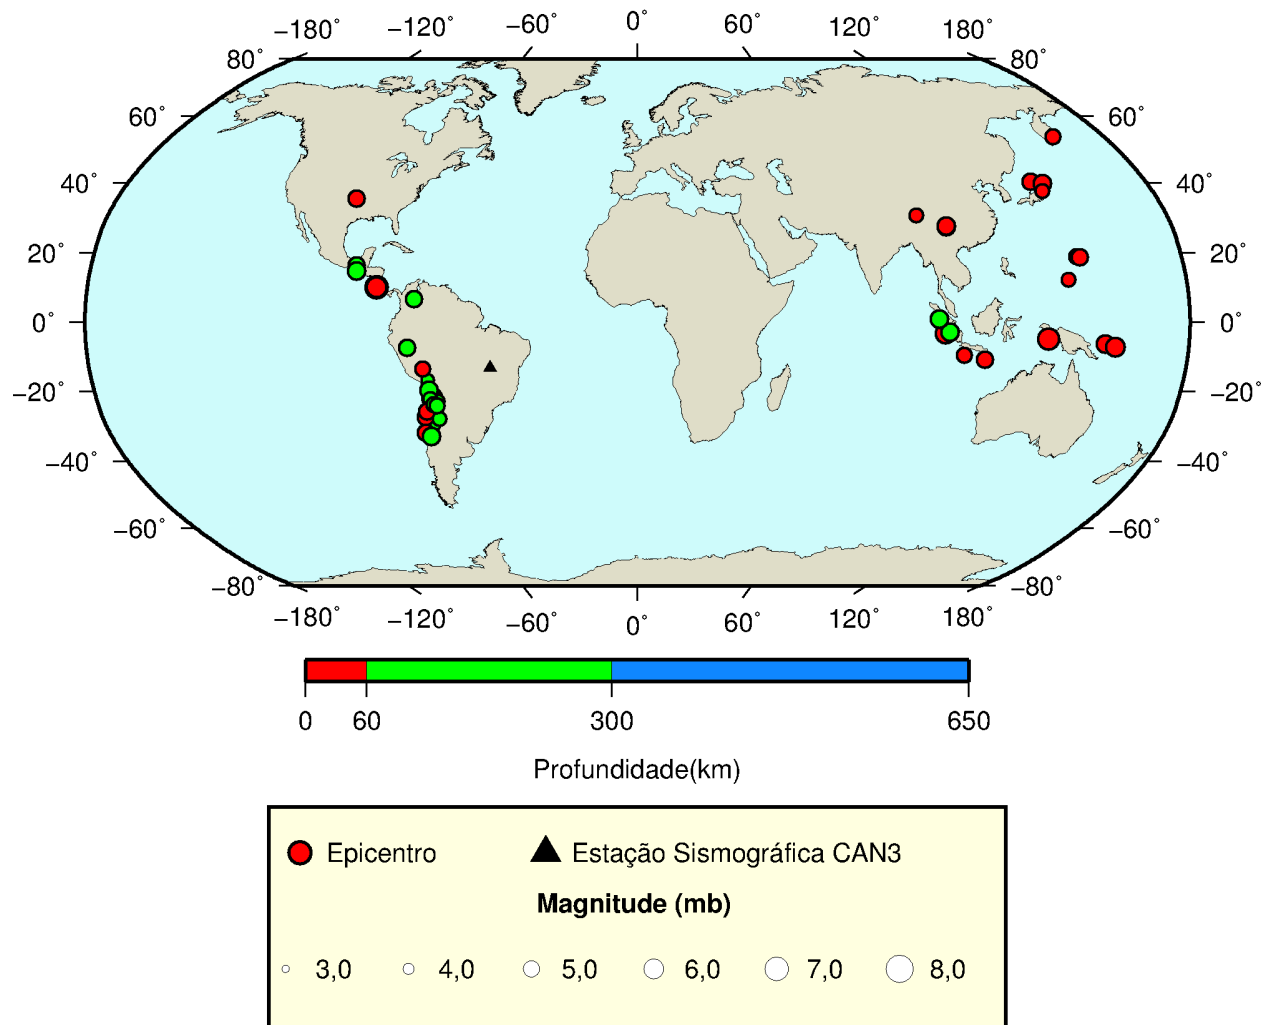 −180˚ −120˚ −60˚ 0˚ 60˚ 120˚ 180˚
80˚ 80˚
60˚ 60˚
40˚ 40˚
20˚ 20˚
0˚ 0˚
−20˚ −20˚
−40˚ −40˚
−60˚ −60˚
−80˚ −80˚
−180˚ −120˚ −60˚ 0˚ 60˚ 120˚ 180˚
0 60 300 650
Profundidade(km)
Epicentro Estação Sismográfica CAN3
Magnitude (mb)
3,0 4,0 5,0 6,0 7,0 8,0